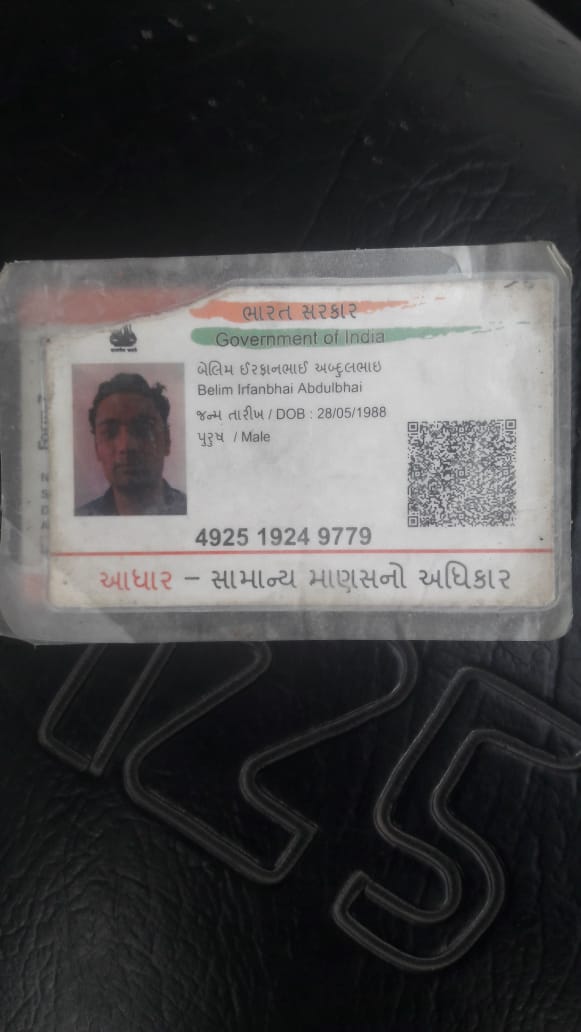 ભારત સરકાર
Government of India
બેલિમ ઈરફાનભાઈ અબ્દુલભાઇ
Belim Irfanbhai Abdulbhai
જન્મ તારીખ / DOB : 28/05/1988
પુરુષ / Male
4925 1924 9779
આધાર – સામાન્ય માણસનો અધિકાર
125